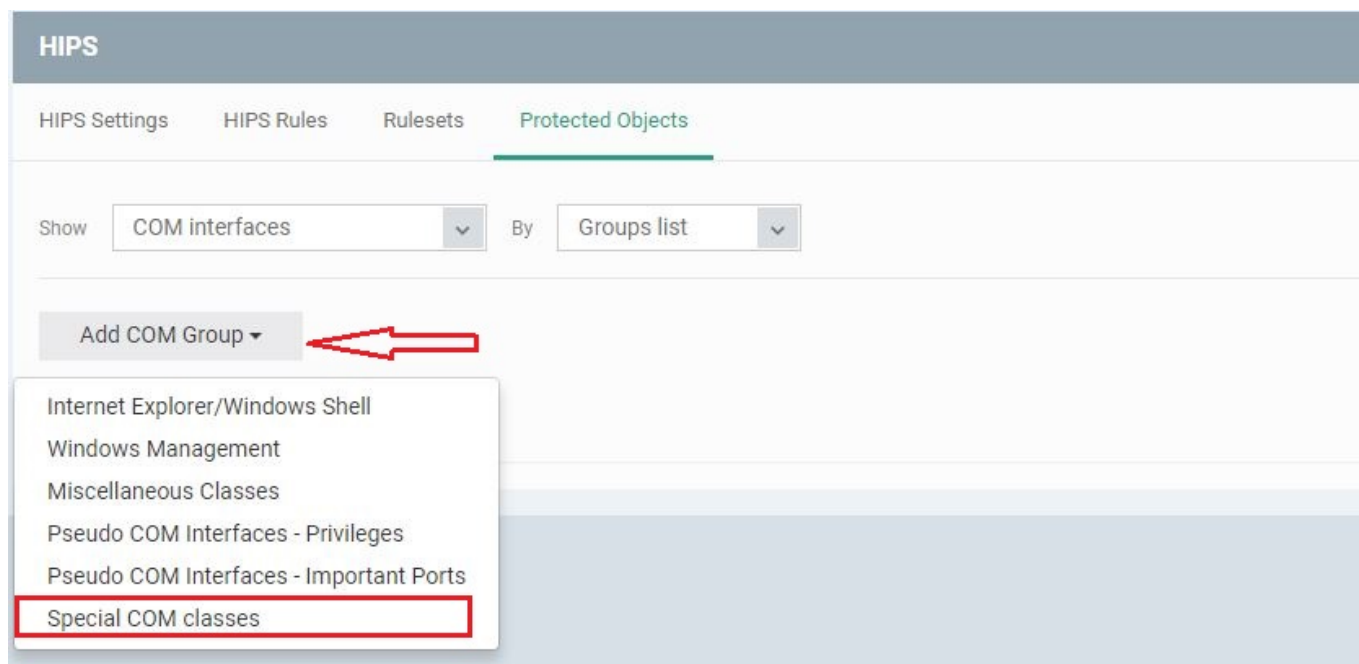 HIPS
HIPS Settings HIPS Rules Rulesets Protected Objects
Show COM interfaces By Groups list
Add COM Group
Internet Explorer/Windows Shell
Windows Management
Miscellaneous Classes
Pseudo COM Interfaces - Privileges
Pseudo COM Interfaces - Important Ports
Special COM classes